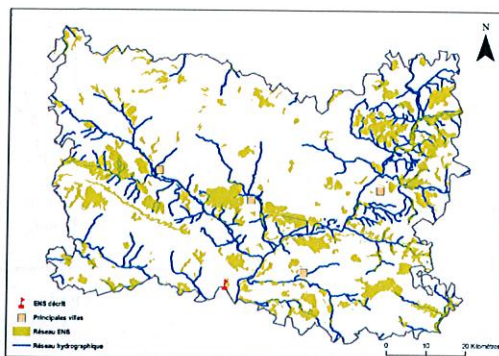 N
ENS décrit
Principales villes
Réseau ENS
Réseau hydrographique
0 10 20 Kilomètres